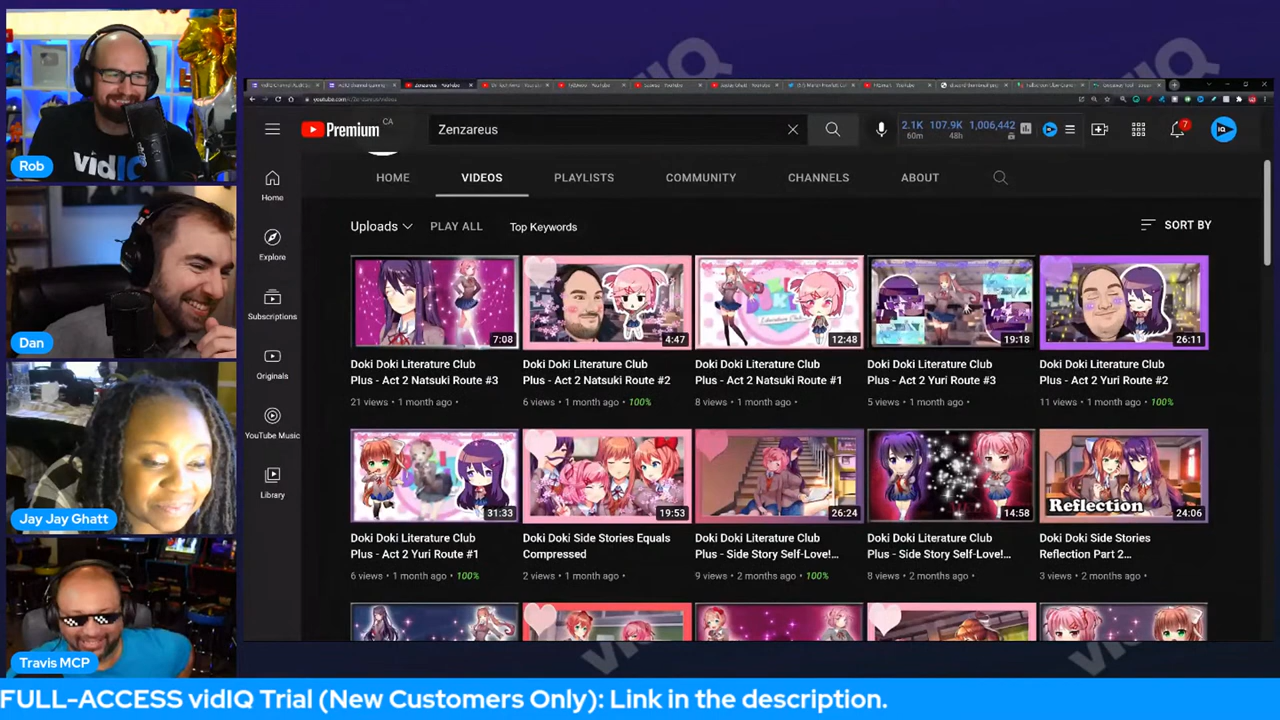 Rob
vidIQ
Dan
Jay Jay Ghatt
Travis MCP
vidIQ
Premium
CA
Zenzareus
2.1K 107.9K 1,006,442
60m 48h
7
IQ
Home
Explore
Subscriptions
Originals
YouTube Music
Library
HOME VIDEOS PLAYLISTS COMMUNITY CHANNELS ABOUT
Uploads PLAY ALL Top Keywords SORT BY
7:08
Doki Doki Literature Club
Plus - Act 2 Natsuki Route #3
21 views • 1 month ago •
4:47
Doki Doki Literature Club
Plus - Act 2 Natsuki Route #2
6 views • 1 month ago • 100%
12:48
Doki Doki Literature Club
Plus - Act 2 Natsuki Route #1
8 views • 1 month ago •
19:18
Doki Doki Literature Club
Plus - Act 2 Yuri Route #3
5 views • 1 month ago •
26:11
Doki Doki Literature Club
Plus - Act 2 Yuri Route #2
11 views • 1 month ago • 100%
31:33
Doki Doki Literature Club
Plus - Act 2 Yuri Route #1
6 views • 1 month ago • 100%
19:53
Doki Doki Side Stories Equals
Compressed
2 views • 1 month ago •
26:24
Doki Doki Literature Club
Plus - Side Story Self-Love!...
9 views • 2 months ago • 100%
14:58
Doki Doki Literature Club
Plus - Side Story Self-Love!...
8 views • 2 months ago •
Reflection
24:06
Doki Doki Side Stories
Reflection Part 2...
3 views • 2 months ago •
FULL-ACCESS vidIQ Trial (New Customers Only): Link in the description.